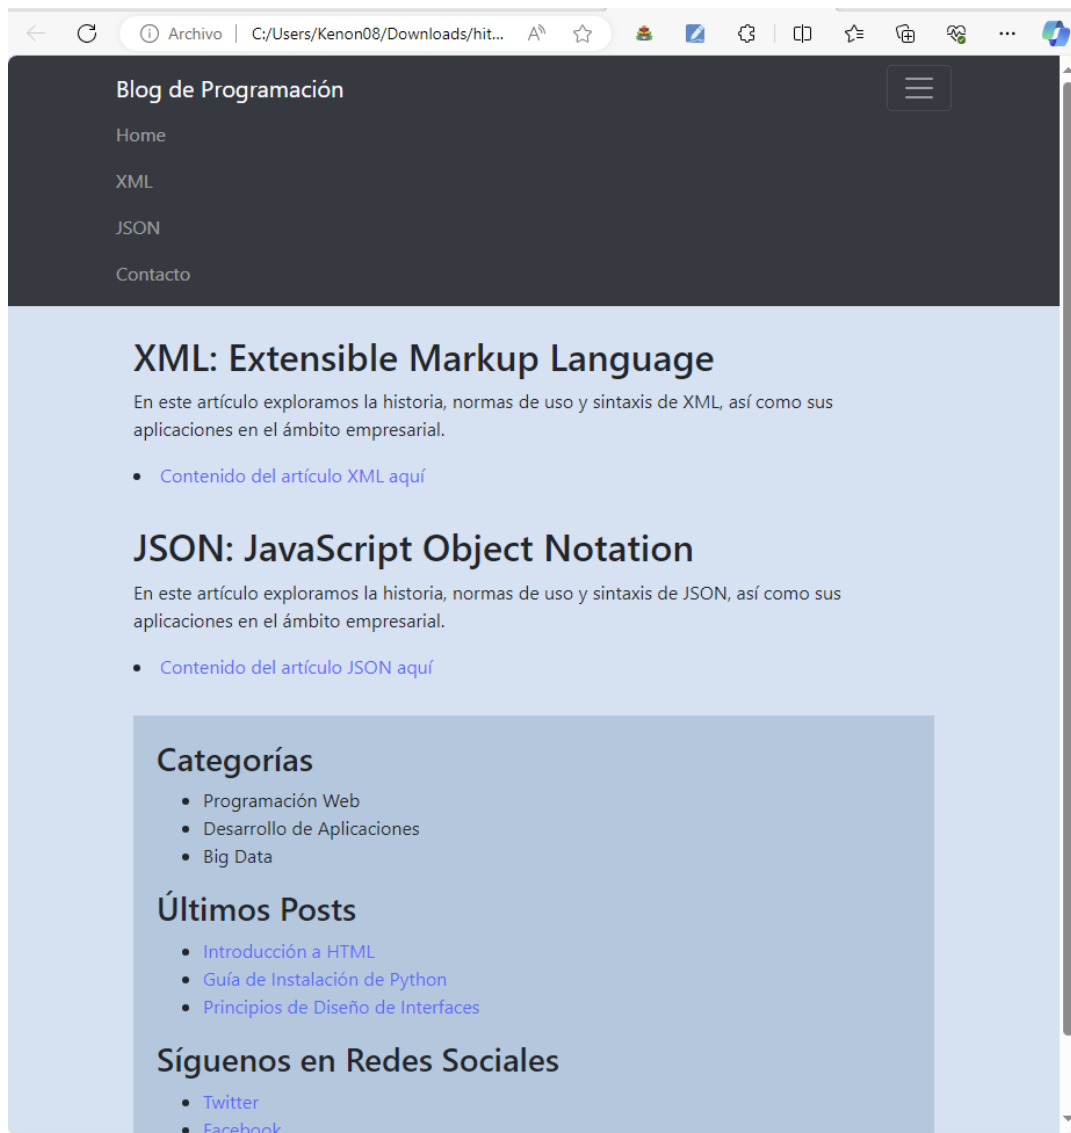 Archivo
C:/Users/Kenon08/Downloads/hit...
Blog de Programación
Home
XML
JSON
Contacto
XML: Extensible Markup Language
En este artículo exploramos la historia, normas de uso y sintaxis de XML, así como sus
aplicaciones en el ámbito empresarial.
Contenido del artículo XML aquí
JSON: JavaScript Object Notation
En este artículo exploramos la historia, normas de uso y sintaxis de JSON, así como sus
aplicaciones en el ámbito empresarial.
Contenido del artículo JSON aquí
Categorías
Programación Web
Desarrollo de Aplicaciones
Big Data
Últimos Posts
Introducción a HTML
Guía de Instalación de Python
Principios de Diseño de Interfaces
Síguenos en Redes Sociales
Twitter
Facebook